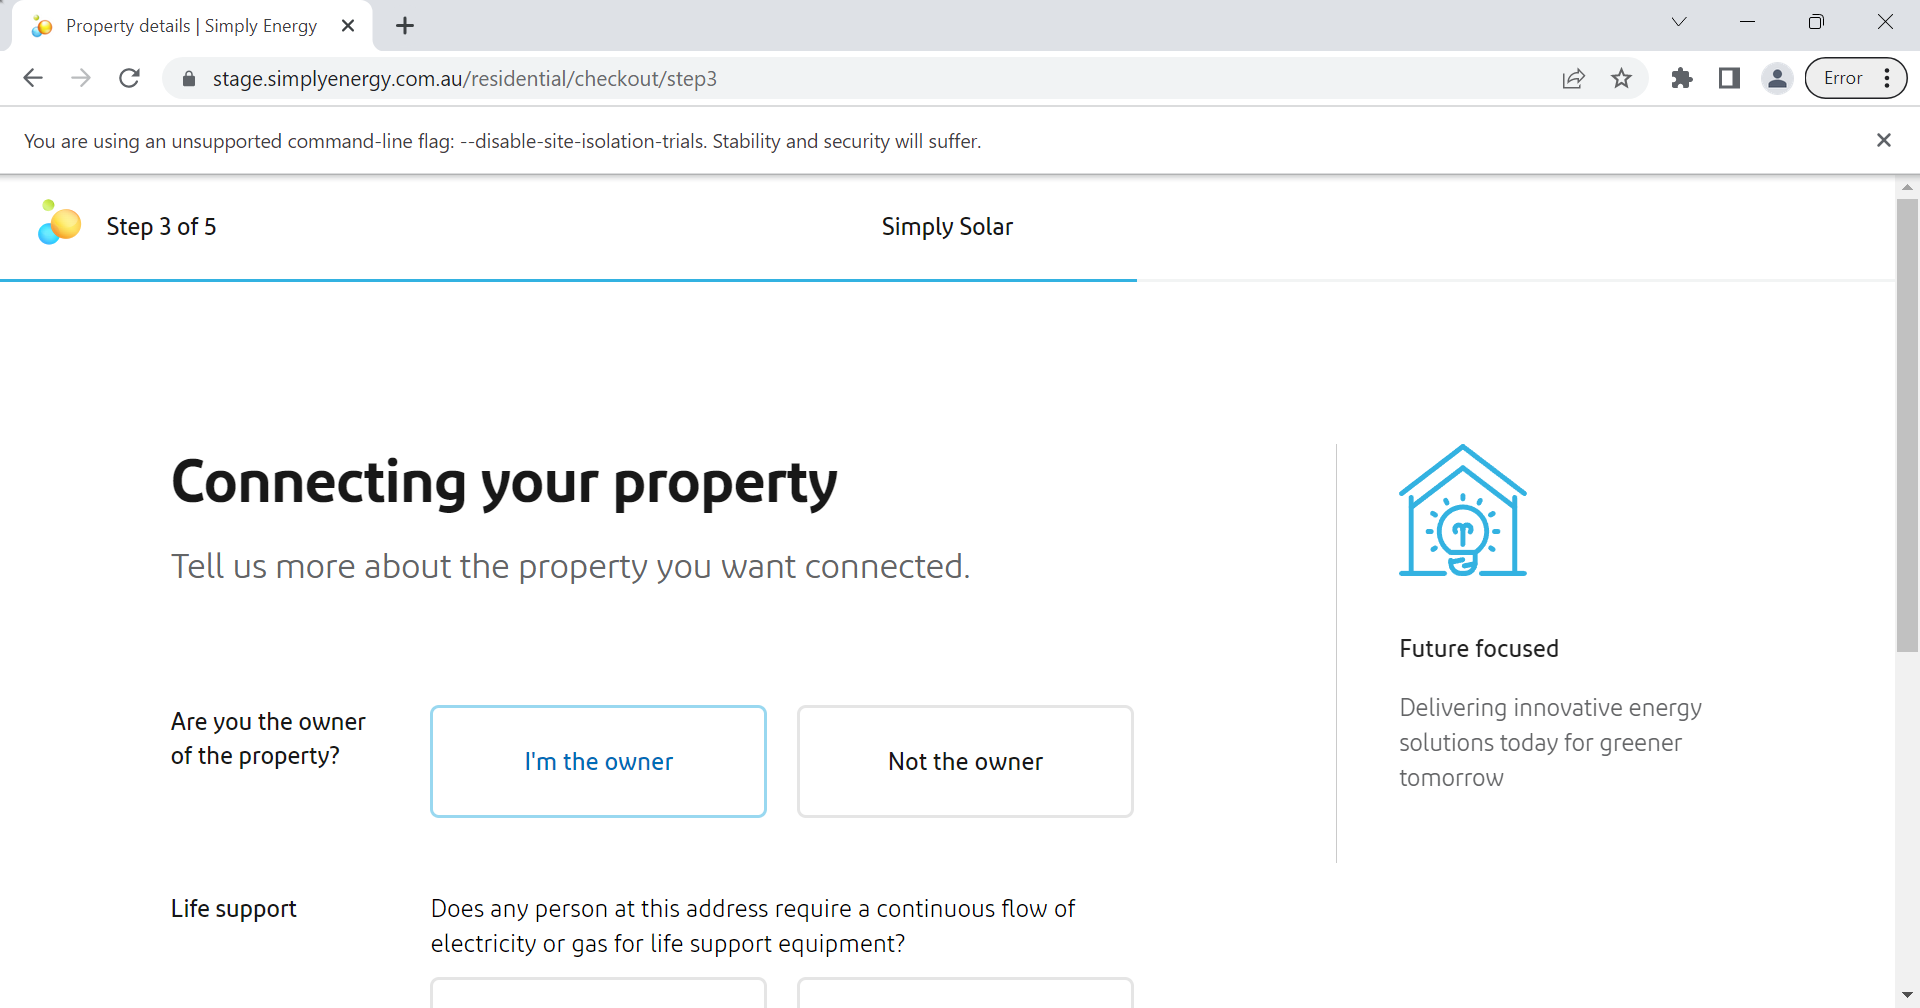 Property details | Simply Energy
stage.simplyenergy.com.au/residential/checkout/step3
Error
You are using an unsupported command-line flag: --disable-site-isolation-trials. Stability and security will suffer.
Step 3 of 5
Simply Solar
Connecting your property
Tell us more about the property you want connected.
Are you the owner
of the property?
I'm the owner
Not the owner
Life support
Does any person at this address require a continuous flow of
electricity or gas for life support equipment?
Future focused
Delivering innovative energy
solutions today for greener
tomorrow